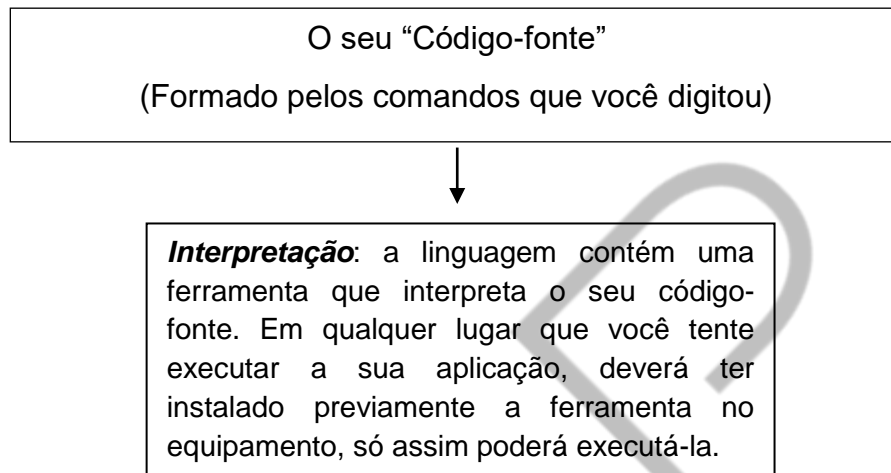 O seu “Código-fonte”
(Formado pelos comandos que você digitou)
Interpretação: a linguagem contém uma
ferramenta que interpreta o seu código-
fonte. Em qualquer lugar que você tente
executar a sua aplicação, deverá ter
instalado previamente a ferramenta no
equipamento, só assim poderá executá-la.